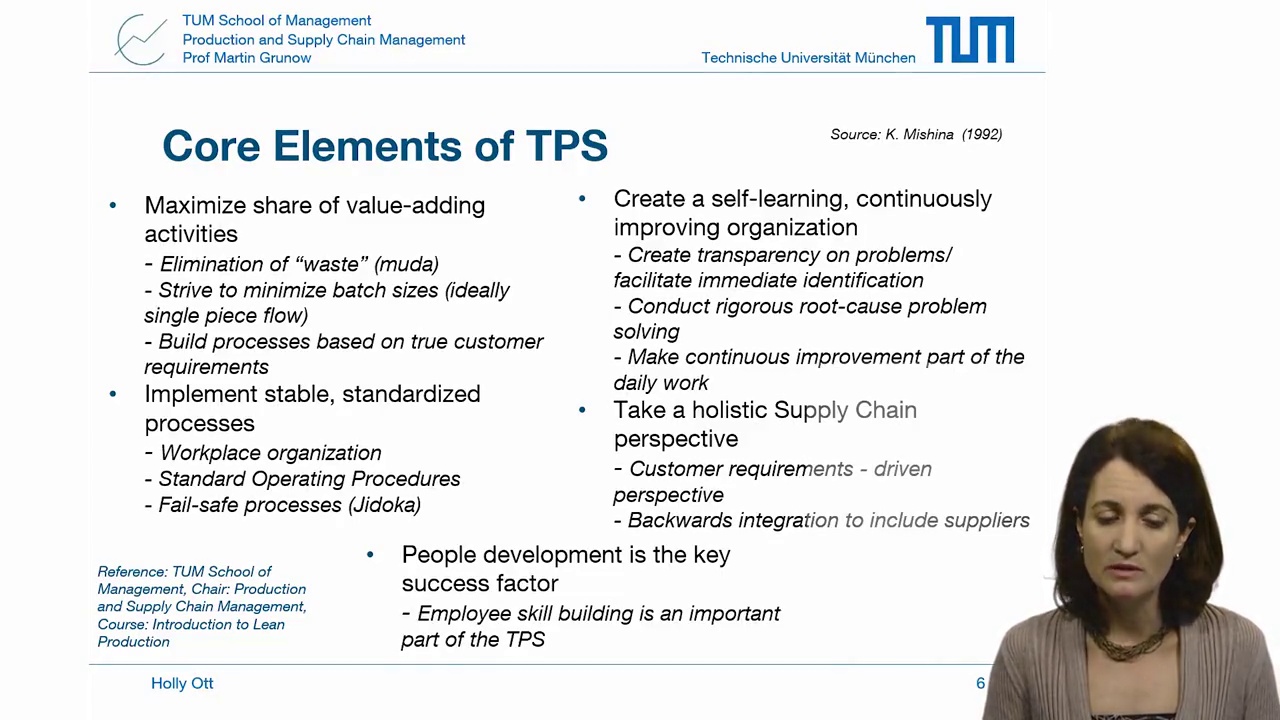 TUM School of Management
Production and Supply Chain Management
Prof Martin Grunow
Technische Universität München
TUM
Core Elements of TPS
Source: K. Mishina (1992)
• Maximize share of value-adding
activities
- Elimination of “waste” (muda)
- Strive to minimize batch sizes (ideally
single piece flow)
- Build processes based on true customer
requirements
• Implement stable, standardized
processes
- Workplace organization
- Standard Operating Procedures
- Fail-safe processes (Jidoka)
• Create a self-learning, continuously
improving organization
- Create transparency on problems/
facilitate immediate identification
- Conduct rigorous root-cause problem
solving
- Make continuous improvement part of the
daily work
• Take a holistic Supply Chain
perspective
- Customer requirements - driven
perspective
- Backwards integration to include suppliers
• People development is the key
success factor
- Employee skill building is an important
part of the TPS
Reference: TUM School of
Management, Chair: Production
and Supply Chain Management,
Course: Introduction to Lean
Production
Holly Ott
6